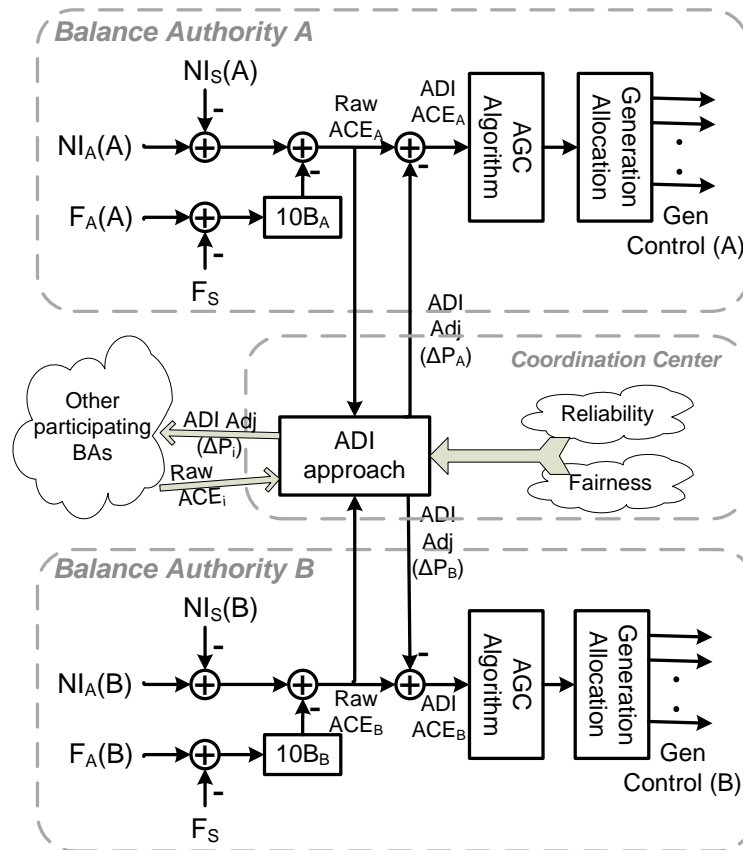 Balance Authority A
NIₛ(A)
Raw
ACE_A
ADI
ACE_A
AGC
Algorithm
Generation
Allocation
NI_A(A)
F_A(A)
10B_A
F_S
Gen
Control (A)
ADI
Adj
(ΔP_A)
Coordination Center
Other
participating
BAs
ADI Adj
(ΔP_i)
Raw
ACE_i
ADI
approach
Reliability
Fairness
ADI
Adj
(ΔP_B)
Balance Authority B
NI_S(B)
NI_A(B)
Raw
ACE_B
ADI
ACE_B
AGC
Algorithm
Generation
Allocation
F_A(B)
10B_B
F_S
Gen
Control (B)